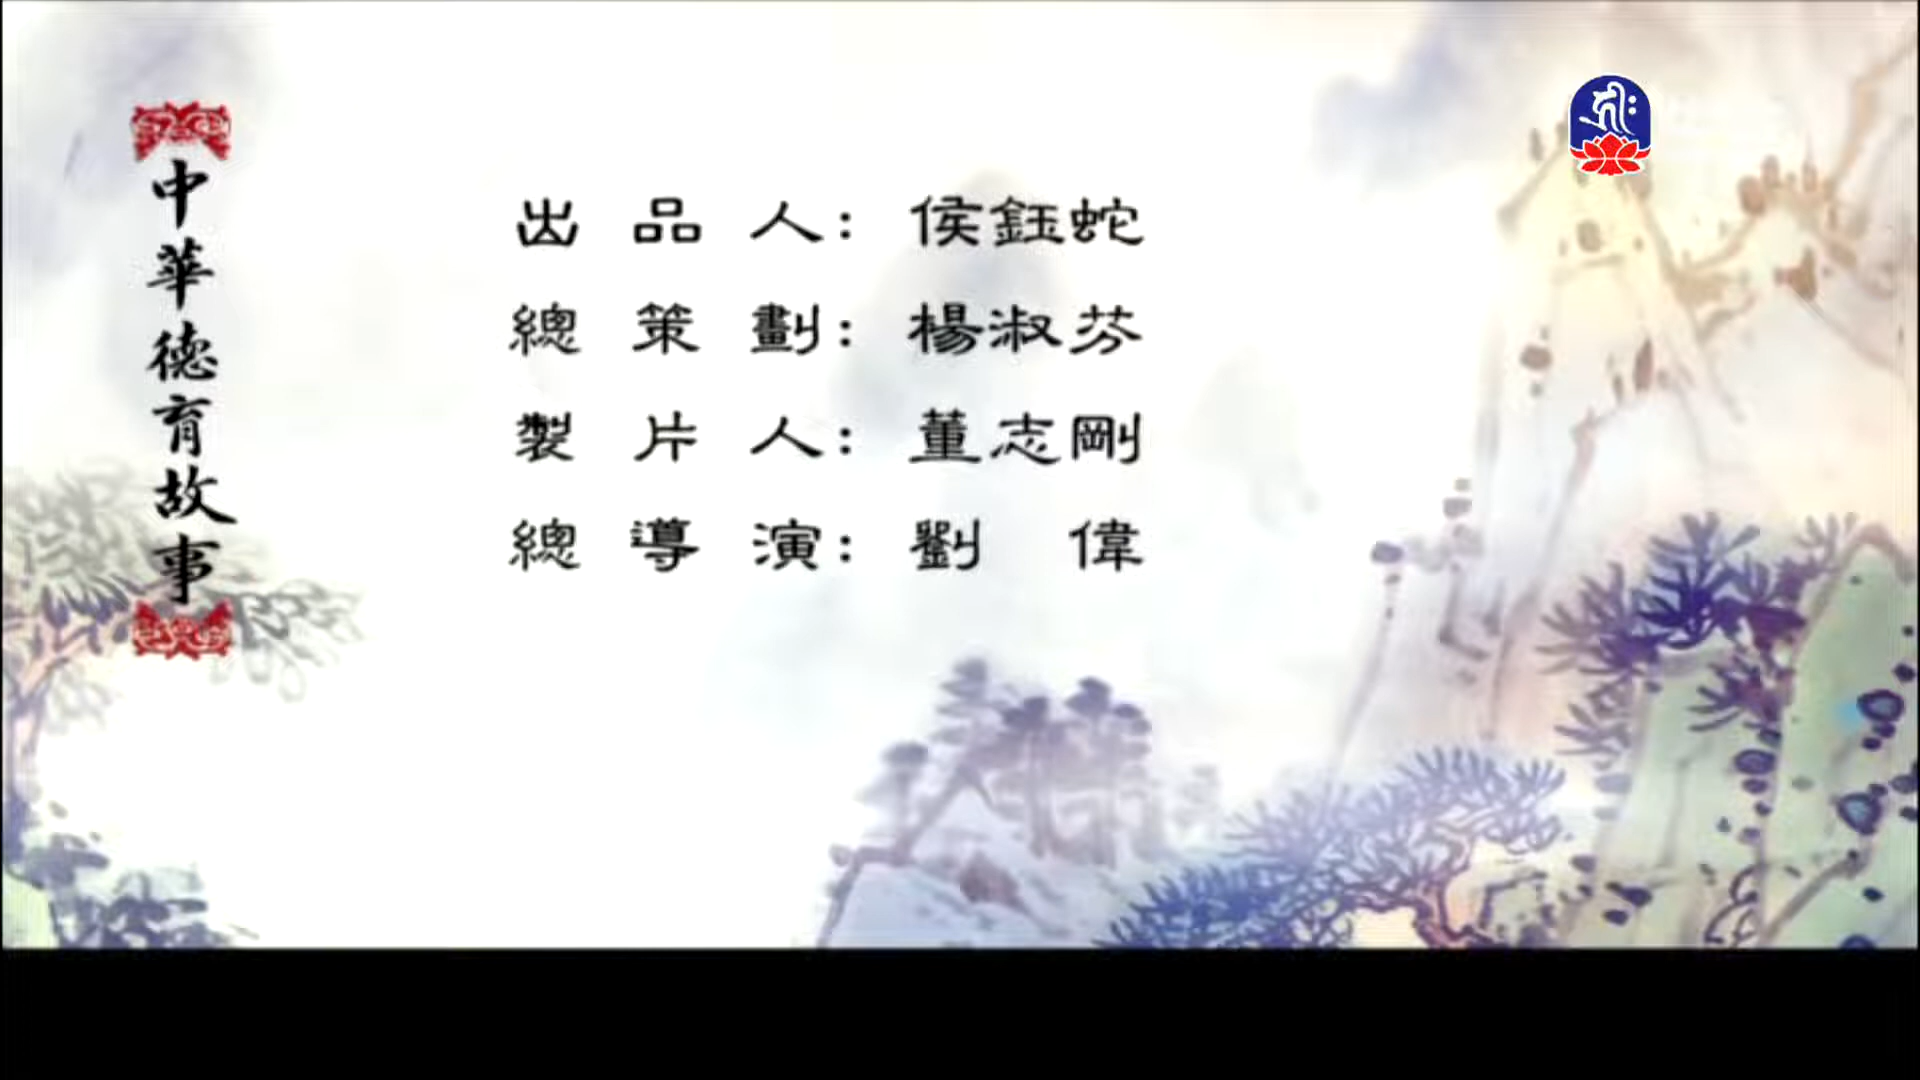 中華德育故事
出品人：侯鈺蛇
總策劃：楊淑芬
製片人：董志剛
總導演：劉 偉